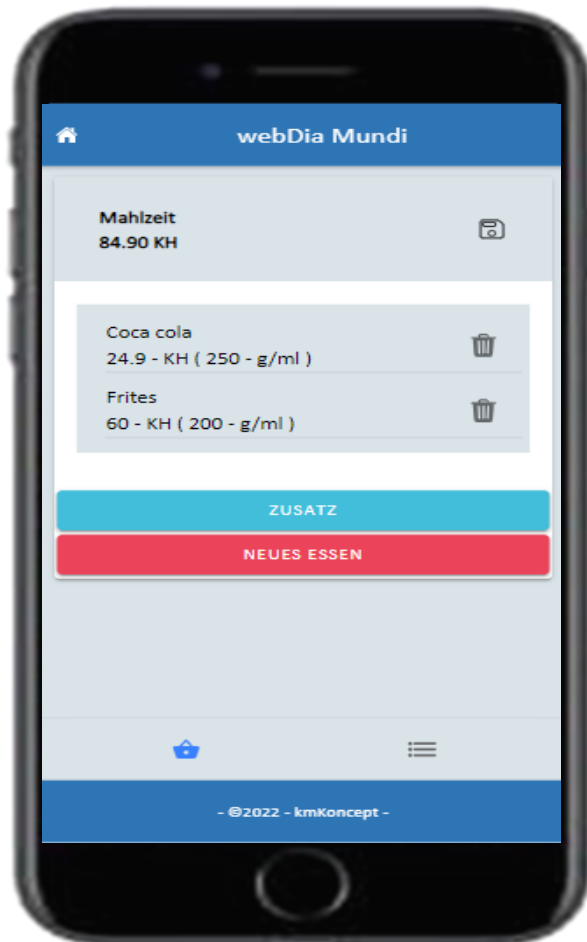 webDia Mundi
Mahlzeit
84.90 KH
Coca cola
24.9 - KH ( 250 - g/ml )
Frites
60 - KH ( 200 - g/ml )
ZUSATZ
NEUES ESSEN
- ©2022 - kmKoncept -